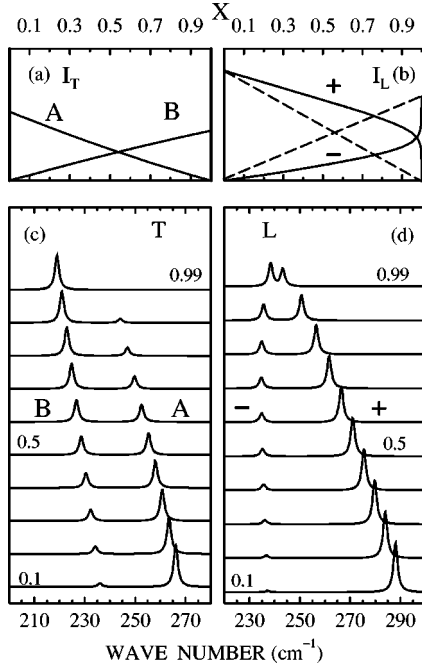 X
0.1 0.3 0.5 0.7 0.9 0.1 0.3 0.5 0.7 0.9
(a) I_T
A B
+ I_L (b)
−
(c) T
0.99
B A
0.5
0.1
L (d)
0.99
− +
0.5
0.1
210 230 250 270 230 250 270 290
WAVE NUMBER (cm⁻¹)